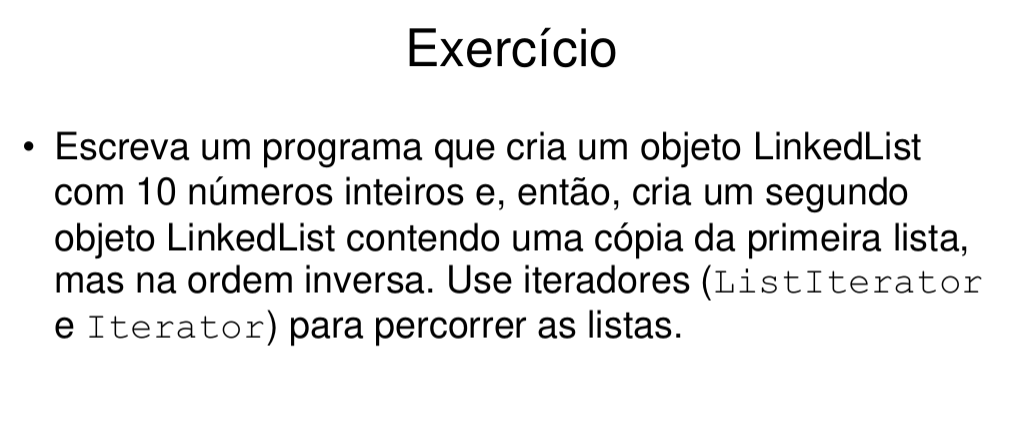 Exercício
• Escreva um programa que cria um objeto LinkedList
com 10 números inteiros e, então, cria um segundo
objeto LinkedList contendo uma cópia da primeira lista,
mas na ordem inversa. Use iteradores (ListIterator
e Iterator) para percorrer as listas.